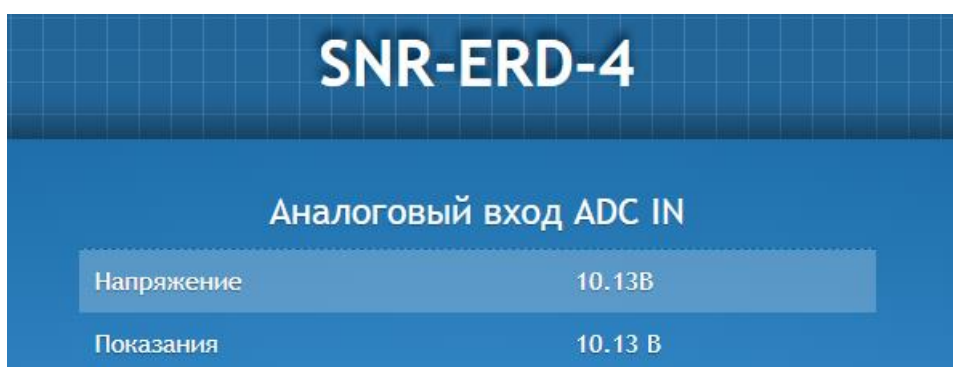 SNR-ERD-4
Аналоговый вход ADC IN
Напряжение 10.13В
Показания 10.13 В